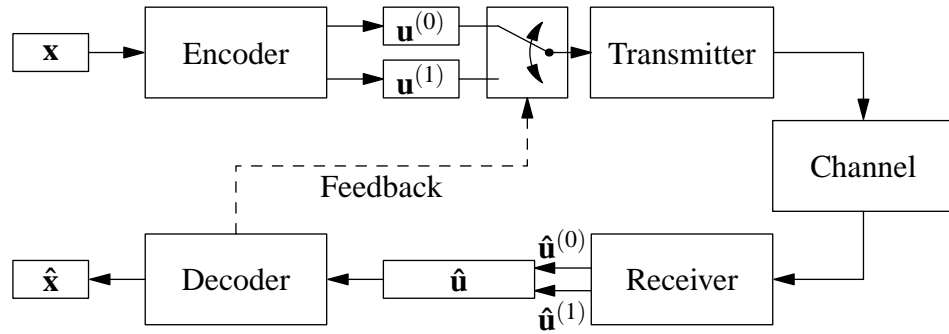 x
Encoder
u^(0)
u^(1)
Transmitter
Channel
Feedback
x̂
Decoder
û
û^(0)
û^(1)
Receiver